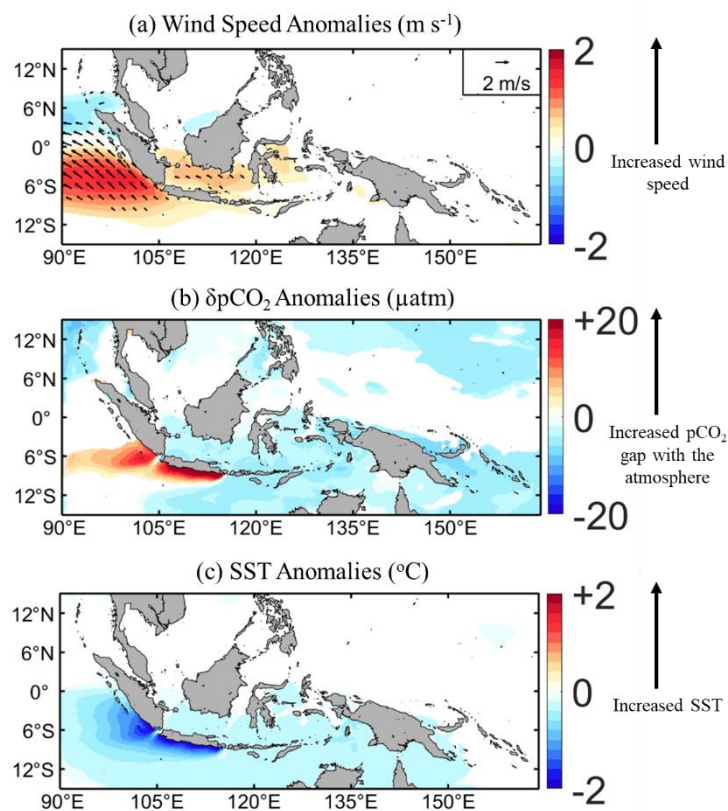 (a) Wind Speed Anomalies (m s⁻¹)
15°N
12°N
6°N
0°
6°S
12°S
90°E
105°E
120°E
135°E
150°E
2 m/s
2
0
-2
Increased wind
speed
(b) δpCO₂ Anomalies (µatm)
12°N
6°N
0°
6°S
12°S
90°E
105°E
120°E
135°E
150°E
+20
0
-20
Increased pCO₂
gap with the
atmosphere
(c) SST Anomalies (°C)
12°N
6°N
0°
6°S
12°S
90°E
105°E
120°E
135°E
150°E
+2
0
-2
Increased SST